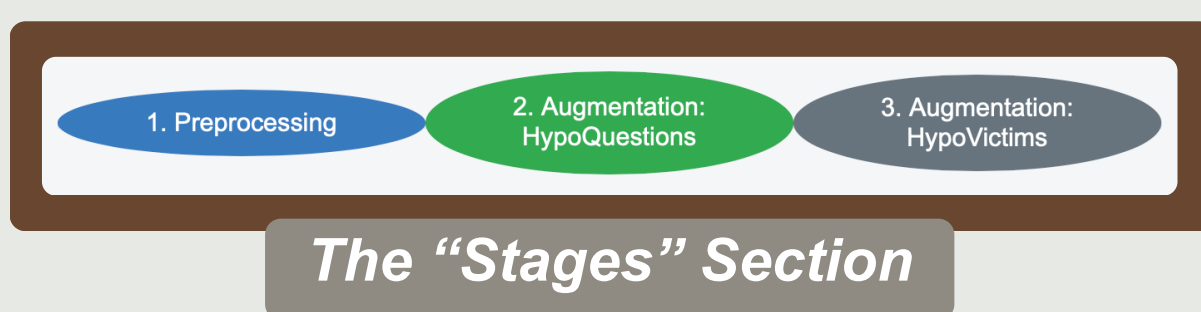 1. Preprocessing
2. Augmentation:
HypoQuestions
3. Augmentation:
HypoVictims
The “Stages” Section